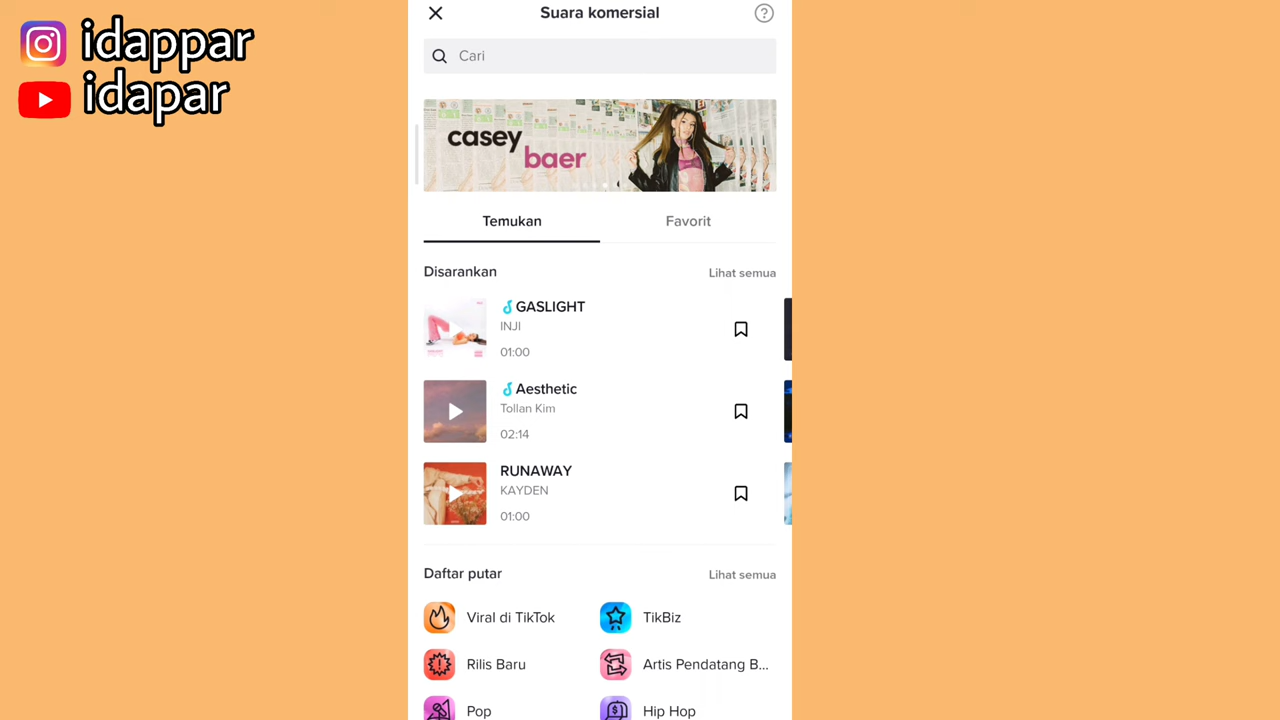 idappar
idapar
Suara komersial
Cari
casey
baer
Temukan
Favorit
Disarankan
Lihat semua
GASLIGHT
INJI
01:00
Aesthetic
Tollan Kim
02:14
RUNAWAY
KAYDEN
01:00
Daftar putar
Lihat semua
Viral di TikTok
TikBiz
Rilis Baru
Artis Pendatang B...
Pop
Hip Hop